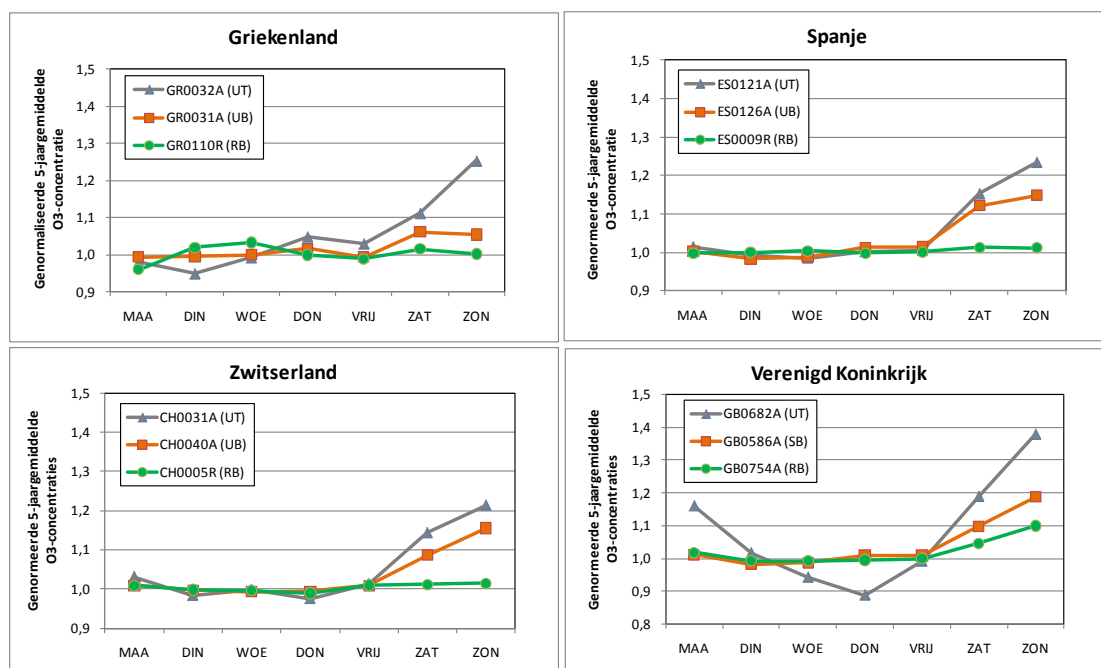 Griekenland
Genormaliseerde 5-jaargemiddelde
O3-concentratie
1,5
1,4
1,3
1,2
1,1
1,0
0,9
GR0032A (UT)
GR0031A (UB)
GR0110R (RB)
MAA DIN WOE DON VRIJ ZAT ZON
Spanje
Genormeerde 5-jaargemiddelde
O3-concentratie
1,5
1,4
1,3
1,2
1,1
1,0
0,9
ES0121A (UT)
ES0126A (UB)
ES0009R (RB)
MAA DIN WOE DON VRIJ ZAT ZON
Zwitserland
Genormeerde 5-jaargemiddelde
O3-concentraties
1,5
1,4
1,3
1,2
1,1
1,0
0,9
CH0031A (UT)
CH0040A (UB)
CH0005R (RB)
MAA DIN WOE DON VRIJ ZAT ZON
Verenigd Koninkrijk
Genormeerde 5-jaargemiddelde
O3-concentraties
1,5
1,4
1,3
1,2
1,1
1,0
0,9
0,8
GB0682A (UT)
GB0586A (SB)
GB0754A (RB)
MAA DIN WOE DON VRIJ ZAT ZON